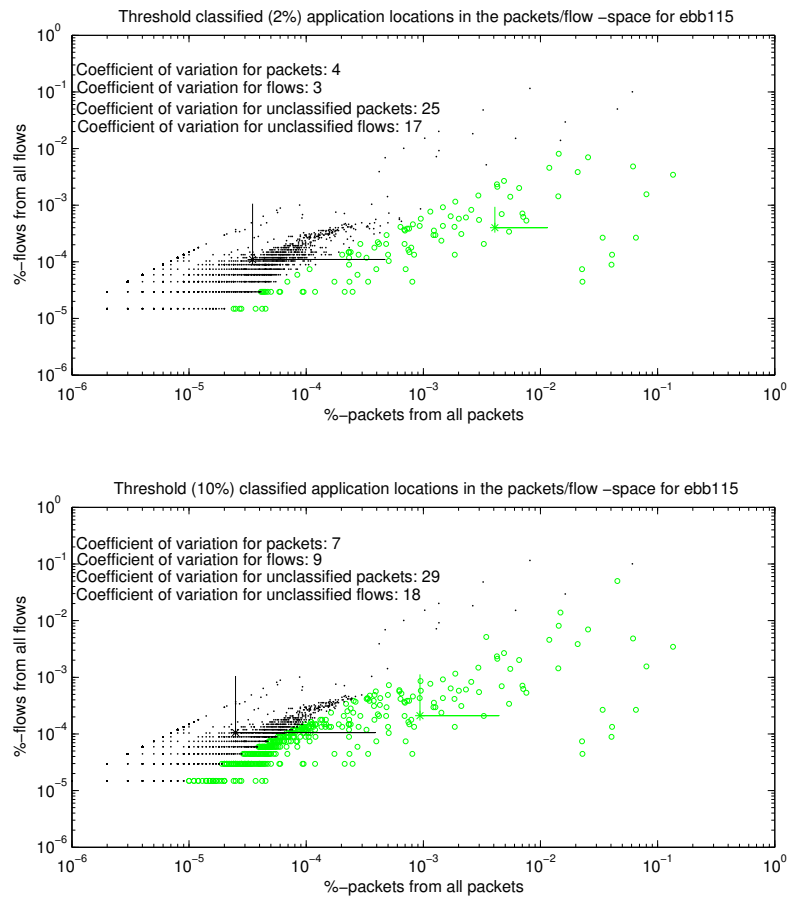 Threshold classified (2%) application locations in the packets/flow −space for ebb115
10^0
10^−1
10^−2
10^−3
10^−4
10^−5
10^−6
%−flows from all flows
Coefficient of variation for packets: 4
Coefficient of variation for flows: 3
Coefficient of variation for unclassified packets: 25
Coefficient of variation for unclassified flows: 17
10^−6 10^−5 10^−4 10^−3 10^−2 10^−1 10^0
%−packets from all packets
Threshold (10%) classified application locations in the packets/flow −space for ebb115
10^0
10^−1
10^−2
10^−3
10^−4
10^−5
10^−6
%−flows from all flows
Coefficient of variation for packets: 7
Coefficient of variation for flows: 9
Coefficient of variation for unclassified packets: 29
Coefficient of variation for unclassified flows: 18
10^−6 10^−5 10^−4 10^−3 10^−2 10^−1 10^0
%−packets from all packets